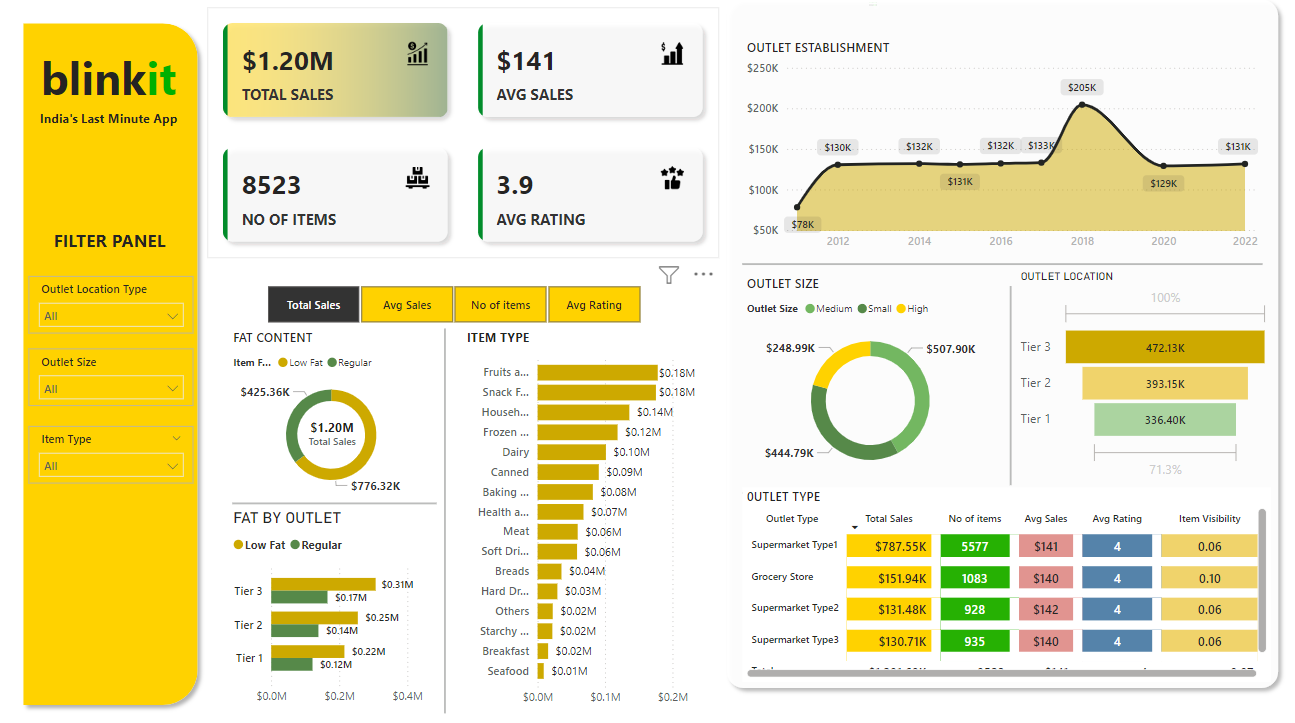 blinkit
India's Last Minute App
FILTER PANEL
Outlet Location Type
All
Outlet Size
All
Item Type
All
$1.20M
TOTAL SALES
$141
AVG SALES
8523
NO OF ITEMS
3.9
AVG RATING
Total Sales
Avg Sales
No of items
Avg Rating
FAT CONTENT
Item F... Low Fat Regular
$425.36K
$1.20M
Total Sales
$776.32K
FAT BY OUTLET
Low Fat Regular
Tier 3 $0.31M
$0.17M
Tier 2 $0.25M
$0.14M
Tier 1 $0.22M
$0.12M
$0.0M $0.2M $0.4M
ITEM TYPE
Fruits a... $0.18M
Snack F... $0.18M
Househ... $0.14M
Frozen ... $0.12M
Dairy $0.10M
Canned $0.09M
Baking ... $0.08M
Health a... $0.07M
Meat $0.06M
Soft Dri... $0.06M
Breads $0.04M
Hard Dr... $0.03M
Others $0.02M
Starchy ... $0.02M
Breakfast $0.02M
Seafood $0.01M
$0.0M $0.1M $0.2M
OUTLET ESTABLISHMENT
$250K
$200K
$150K
$100K
$50K
$78K
$130K
$132K
$131K
$132K
$133K
$205K
$129K
$131K
2012 2014 2016 2018 2020 2022
OUTLET SIZE
Outlet Size Medium Small High
$248.99K
$507.90K
$444.79K
OUTLET LOCATION
100%
Tier 3 472.13K
Tier 2 393.15K
Tier 1 336.40K
71.3%
OUTLET TYPE
Outlet Type Total Sales No of items Avg Sales Avg Rating Item Visibility
Supermarket Type1 $787.55K 5577 $141 4 0.06
Grocery Store $151.94K 1083 $140 4 0.10
Supermarket Type2 $131.48K 928 $142 4 0.06
Supermarket Type3 $130.71K 935 $140 4 0.06